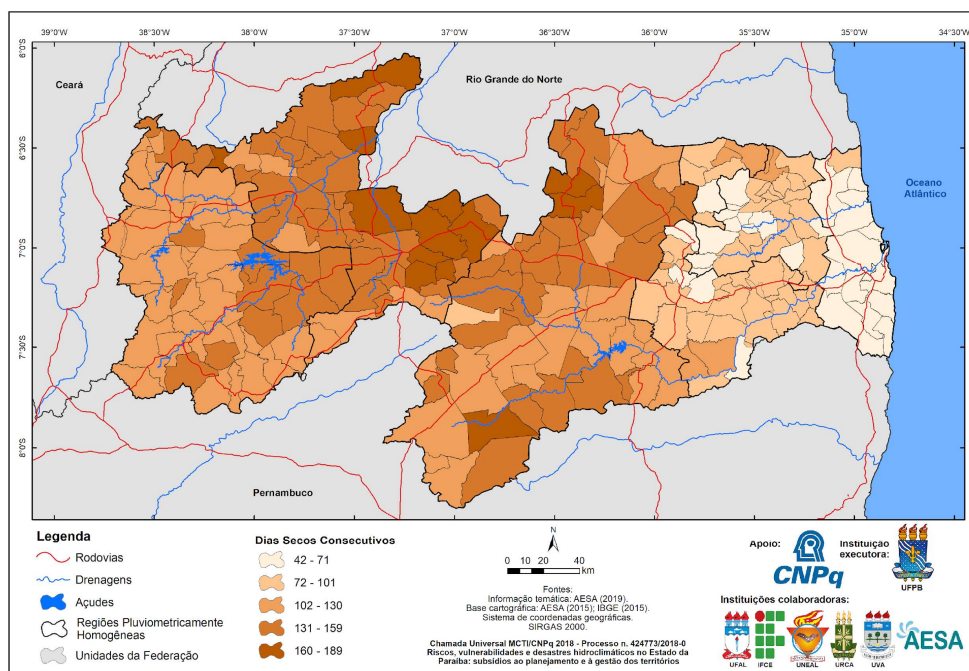 39°0'W 38°30'W 38°0'W 37°30'W 37°0'W 36°30'W 36°0'W 35°30'W 35°0'W 34°30'W
6°0'S
6°30'S
7°0'S
7°30'S
8°0'S
Ceará
Rio Grande do Norte
Oceano
Atlântico
Pernambuco
Legenda
Rodovias
Drenagens
Açudes
Regiões Pluviometricamente
Homogêneas
Unidades da Federação
Dias Secos Consecutivos
42 - 71
72 - 101
102 - 130
131 - 159
160 - 189
N
0 10 20 40
km
Fontes:
Informação temática: AESA (2019).
Base cartográfica: AESA (2015); IBGE (2015).
Sistema de coordenadas geográficas.
SIRGAS 2000.
Chamada Universal MCTI/CNPq 2018 - Processo n. 424773/2018-0
Riscos, vulnerabilidades e desastres hidroclimáticos no Estado da
Paraíba: subsídios ao planejamento e à gestão dos territórios
Apoio:
CNPq
Instituição
executora:
UFPB
Instituições colaboradoras:
UFAL
IFCE
UNEAL
URCA
UVA
AESA